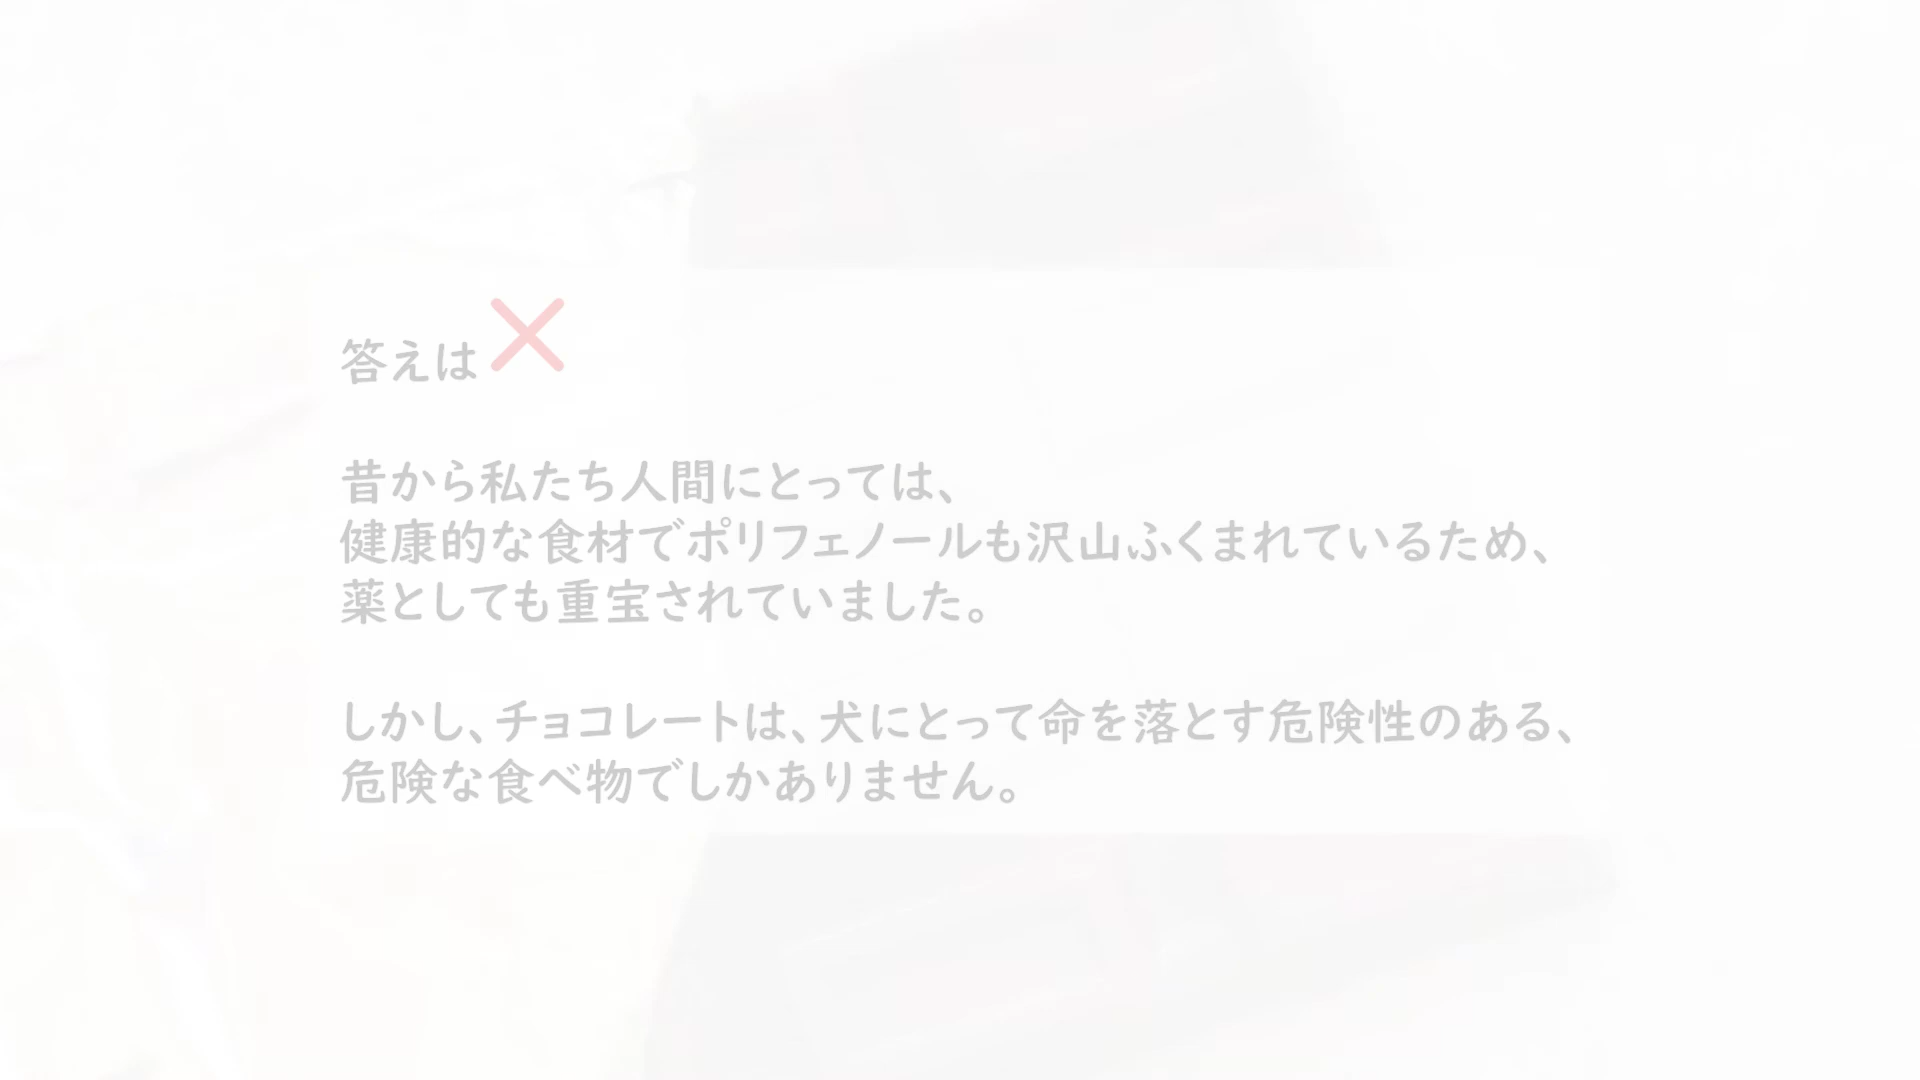 答えは❌
昔から私たち人間にとっては、
健康的な食材でポリフェノールも沢山ふくまれているため、
薬としても重宝されていました。
しかし、チョコレートは、犬にとって命を落とす危険性のある、
危険な食べ物でしかありません。